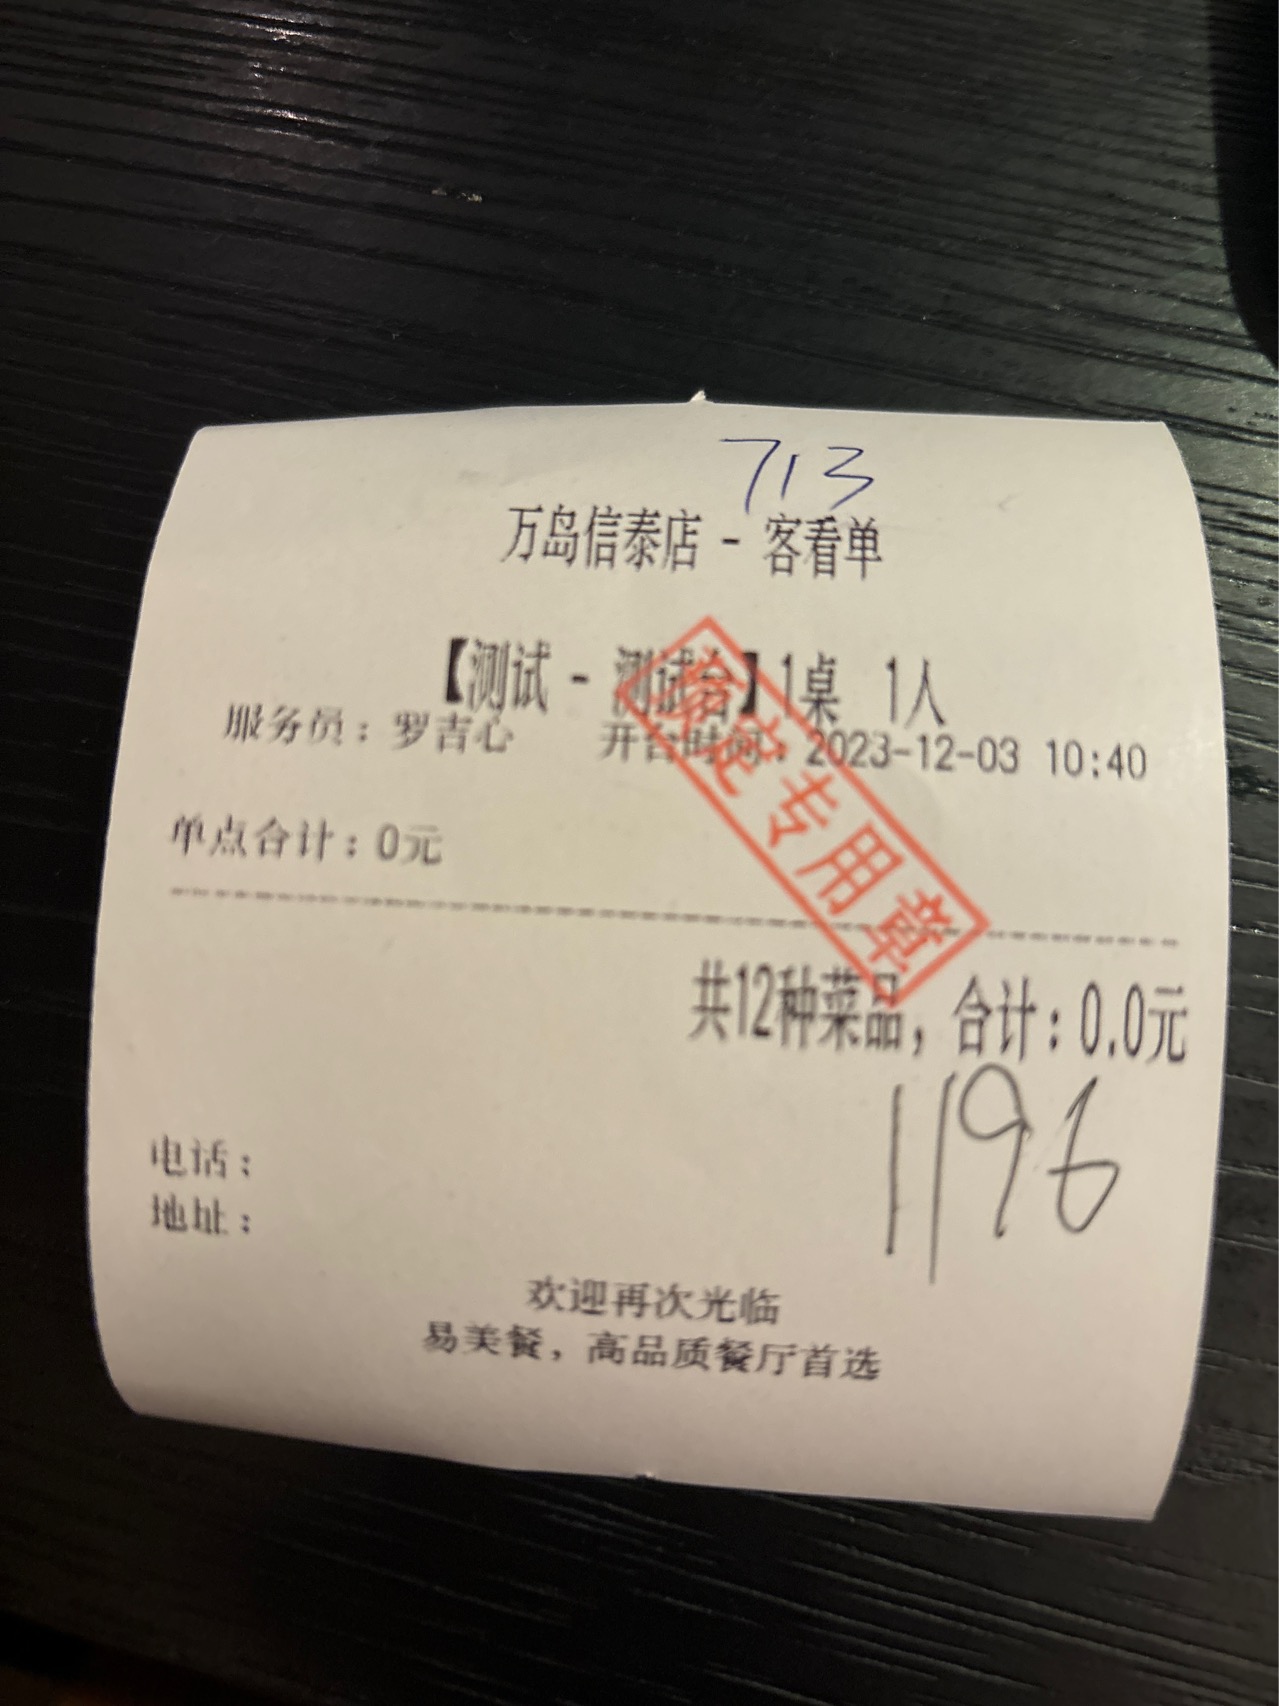 713
万岛信泰店 - 客看单
【测试 - 测试台】1桌 1人
服务员：罗吉心 开台时间：2023-12-03 10:40
预定专用章
单点合计：0元
共12种菜品，合计：0.0元
1196
电话：
地址：
欢迎再次光临
易美餐，高品质餐厅首选